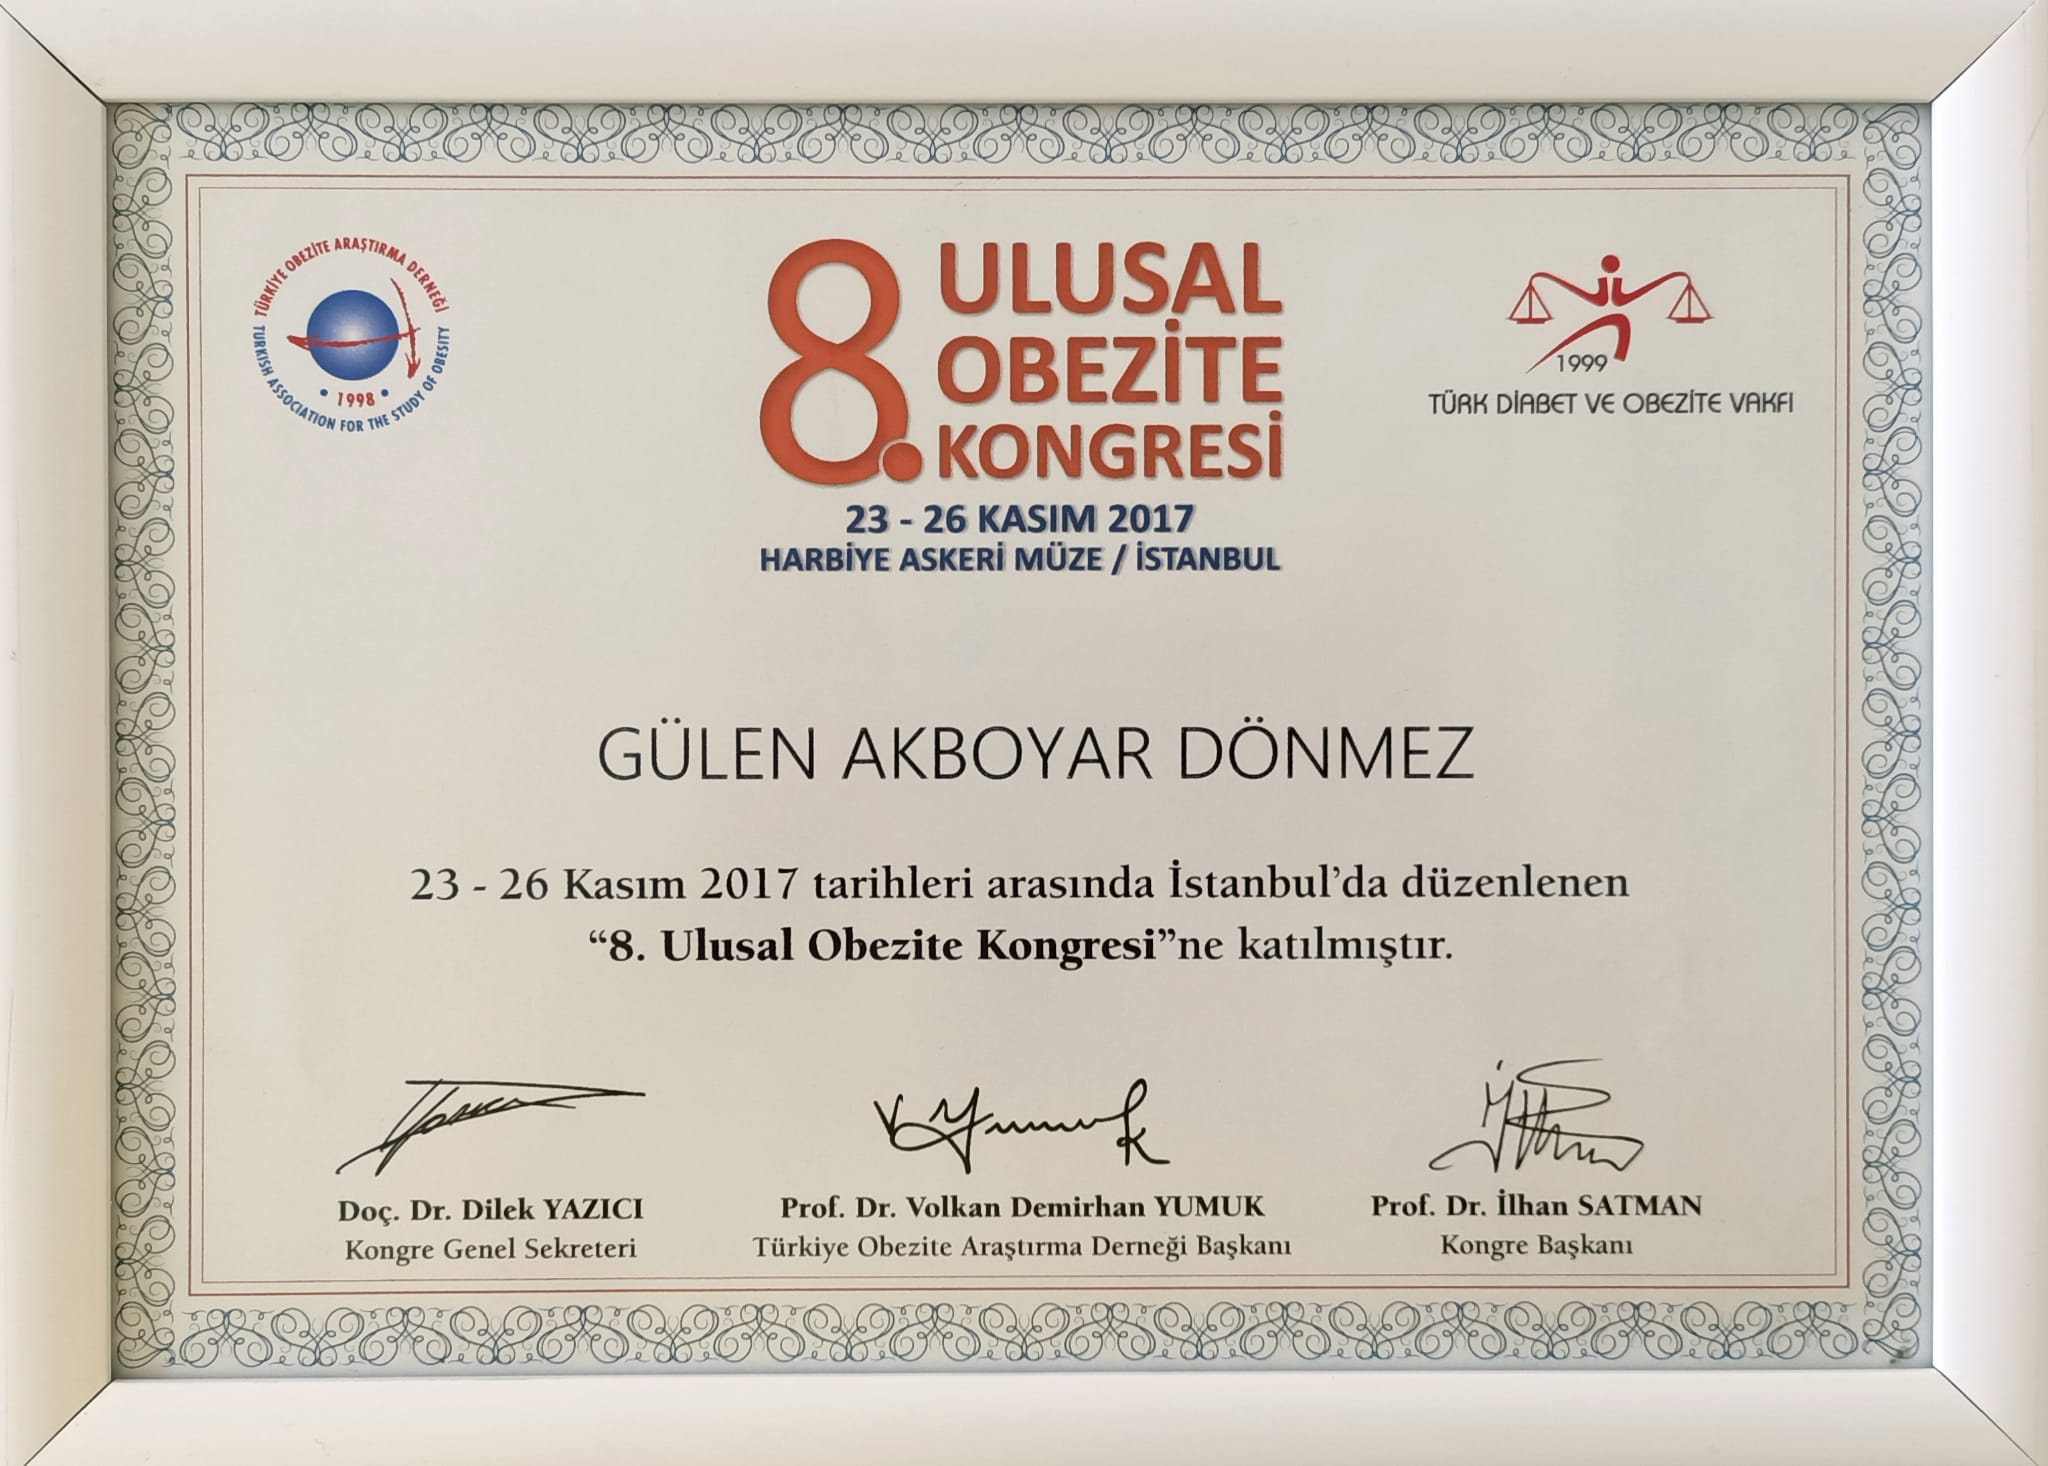 TÜRKİYE OBEZİTE ARAŞTIRMA DERNEĞİ
TURKISH ASSOCIATION FOR THE STUDY OF OBESITY
• 1998 •
8. ULUSAL
OBEZİTE
KONGRESİ
23 - 26 KASIM 2017
HARBİYE ASKERİ MÜZE / İSTANBUL
1999
TÜRK DİABET VE OBEZİTE VAKFI
GÜLEN AKBOYAR DÖNMEZ
23 - 26 Kasım 2017 tarihleri arasında İstanbul’da düzenlenen
“8. Ulusal Obezite Kongresi”ne katılmıştır.
Doç. Dr. Dilek YAZICI
Kongre Genel Sekreteri
V Yumuk
Prof. Dr. Volkan Demirhan YUMUK
Türkiye Obezite Araştırma Derneği Başkanı
Prof. Dr. İlhan SATMAN
Kongre Başkanı